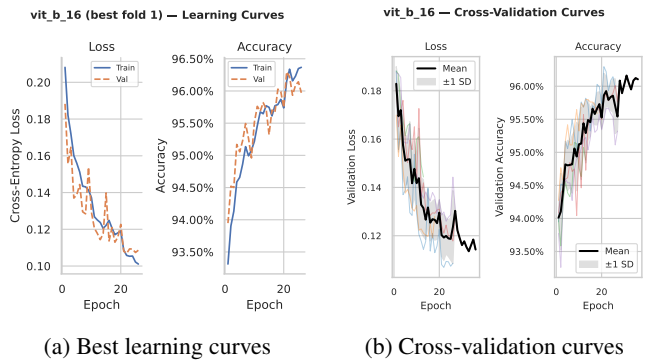 vit_b_16 (best fold 1) — Learning Curves
Loss
Train
Val
0.20
0.18
0.16
0.14
0.12
0.10
Cross-Entropy Loss
0
20
Epoch
Accuracy
Train
Val
96.50%
96.00%
95.50%
95.00%
94.50%
94.00%
93.50%
Accuracy
0
20
Epoch
(a) Best learning curves
vit_b_16 — Cross-Validation Curves
Loss
Mean
±1 SD
0.18
0.16
0.14
0.12
Validation Loss
0
20
Epoch
Accuracy
96.00%
95.50%
95.00%
94.50%
94.00%
93.50%
Validation Accuracy
Mean
±1 SD
0
20
Epoch
(b) Cross-validation curves